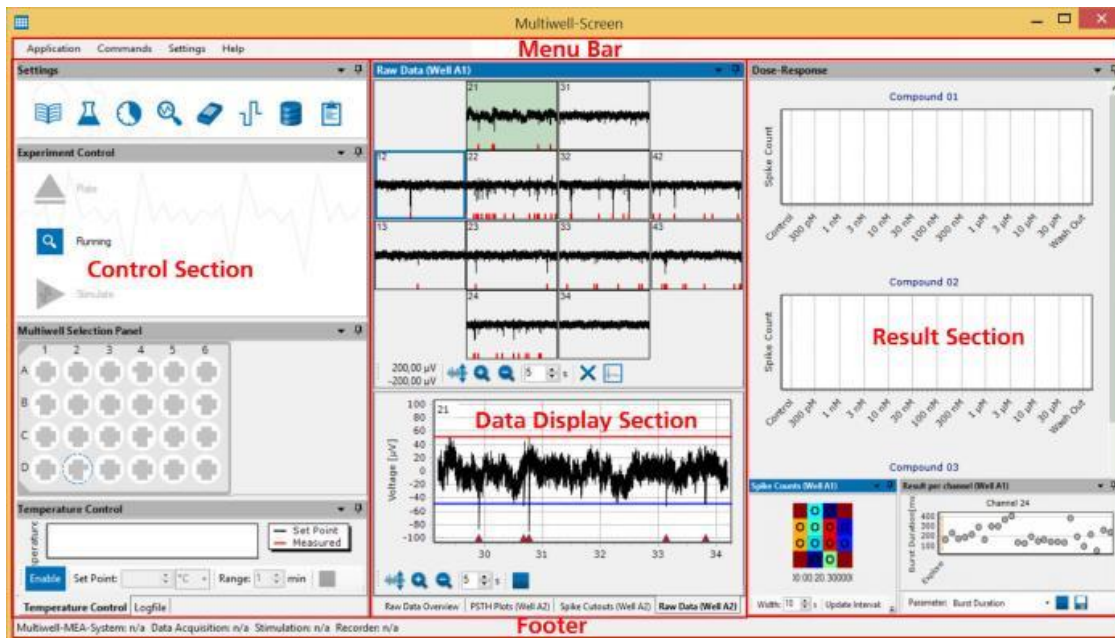 Multiwell-Screen
Application Commands Settings Help
Menu Bar
Settings
Experiment Control
Running
Control Section
Stimulate
Multiwell Selection Panel
1 2 3 4 5 6
A
B
C
D
Temperature Control
Set Point
Measured
Enable Set Point: °C Range: 1 min
Temperature Control Logfile
Raw Data (Well A1)
21 31
12 22 32 42
13 23 33 43
24 34
200,00 µV
-200,00 µV
5 s
Data Display Section
21
Voltage [µV]
100
80
60
40
20
0
-20
-40
-60
-80
-100
30 31 32 33 34
5 s
Raw Data Overview PSTH Plots (Well A2) Spike Cutouts (Well A2) Raw Data (Well A2)
Dose-Response
Compound 01
Spike Count
Control 300 pM 1 nM 3 nM 10 nM 30 nM 100 nM 300 nM 1 µM 3 µM 10 µM 30 µM Wash Out
Compound 02
Spike Count
Result Section
Control 300 pM 1 nM 3 nM 10 nM 30 nM 100 nM 300 nM 1 µM 3 µM 10 µM 30 µM Wash Out
Compound 03
Spike Counts (Well A1)
Width: 10 s Update Interval:
Result per channel (Well A1)
Channel 24
Burst Duration [ms
400
300
200
100
Explore
Parameter: Burst Duration
Multiwell-MEA-System: n/a Data Acquisition: n/a Stimulation: n/a Recorder: n/a
Footer